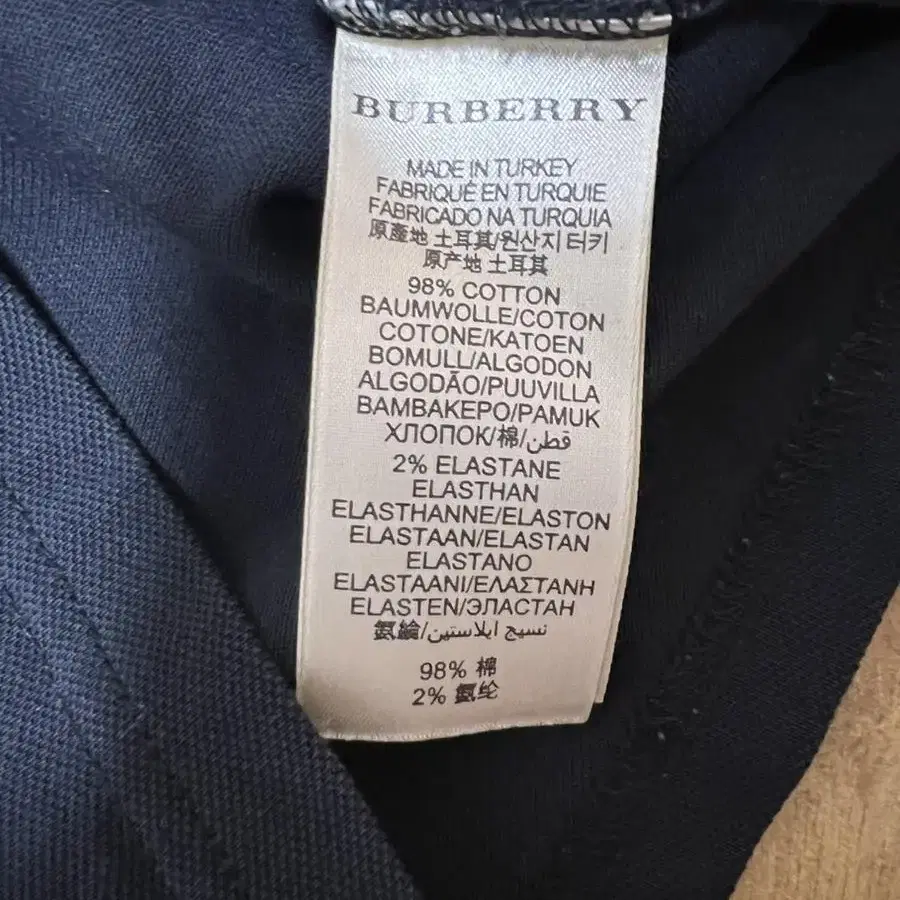 BURBERRY
MADE IN TURKEY
FABRIQUÉ EN TURQUIE
FABRICADO NA TURQUIA
原產地 土耳其/원산지 터키
原产地 土耳其
98% COTTON
BAUMWOLLE/COTON
COTONE/KATOEN
BOMULL/ALGODON
ALGODÃO/PUUVILLA
BAMBAKEPO/PAMUK
ХЛОПОК/棉/قطن
2% ELASTANE
ELASTHAN
ELASTHANNE/ELASTON
ELASTAAN/ELASTAN
ELASTANO
ELASTAANI/ΕΛΑΣΤΑΝΗ
ELASTEN/ЭЛАСТАН
氨綸/نسيج ايلاستين
98% 棉
2% 氨纶